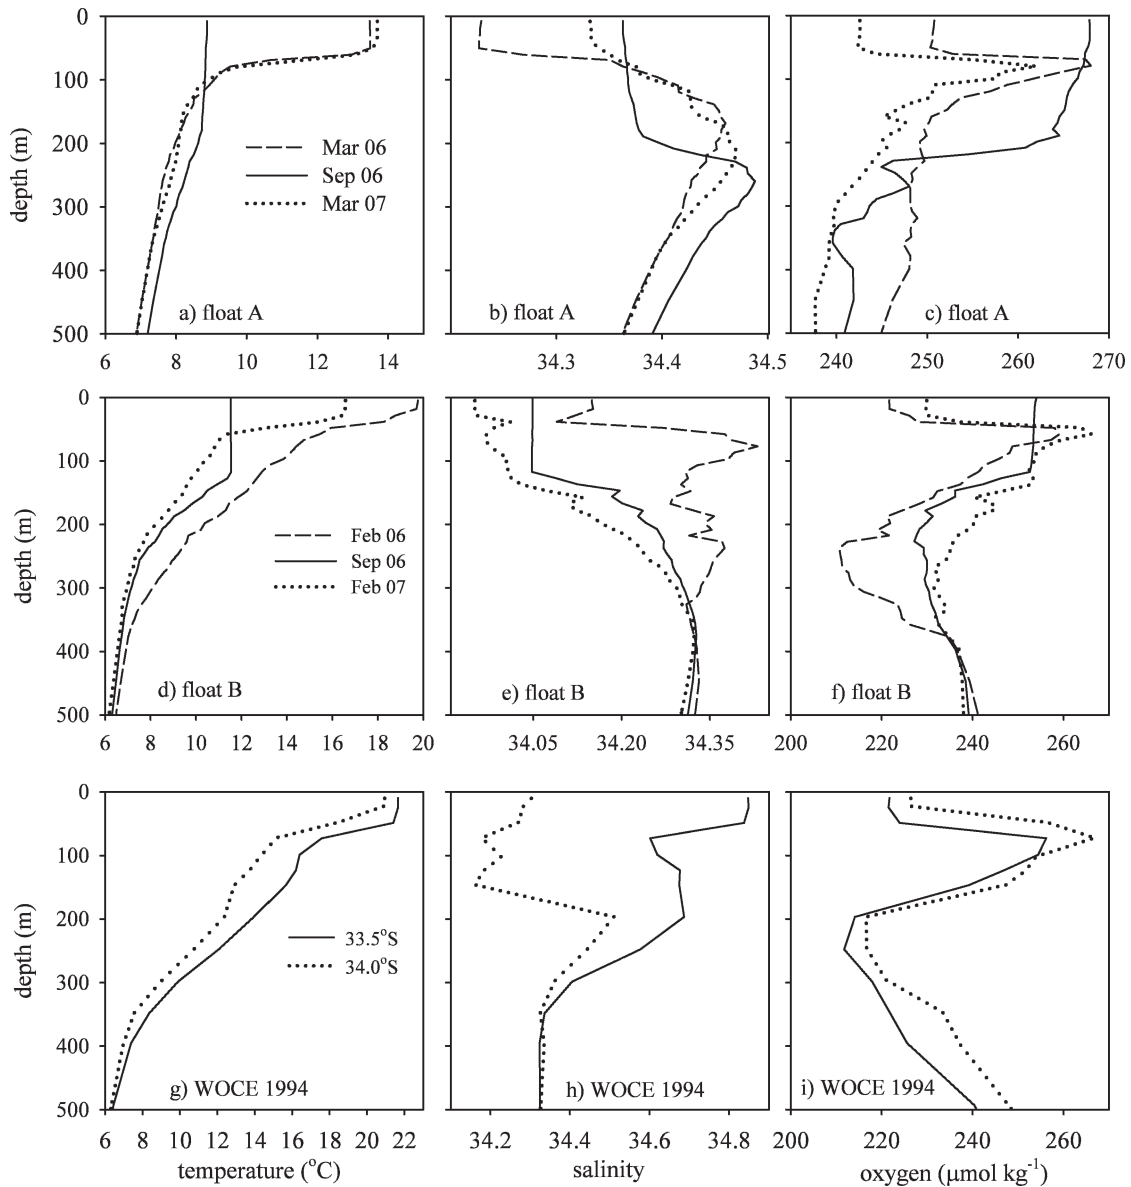 0
100
200
300
400
500
depth (m)
Mar 06
Sep 06
Mar 07
a) float A
b) float A
c) float A
6 8 10 12 14
34.3 34.4 34.5
240 250 260 270
0
100
200
300
400
500
depth (m)
Feb 06
Sep 06
Feb 07
d) float B
e) float B
f) float B
6 8 10 12 14 16 18 20
34.05 34.20 34.35
200 220 240 260
0
100
200
300
400
500
depth (m)
33.5°S
34.0°S
g) WOCE 1994
h) WOCE 1994
i) WOCE 1994
6 8 10 12 14 16 18 20 22
34.2 34.4 34.6 34.8
200 220 240 260
temperature (°C)
salinity
oxygen (μmol kg⁻¹)